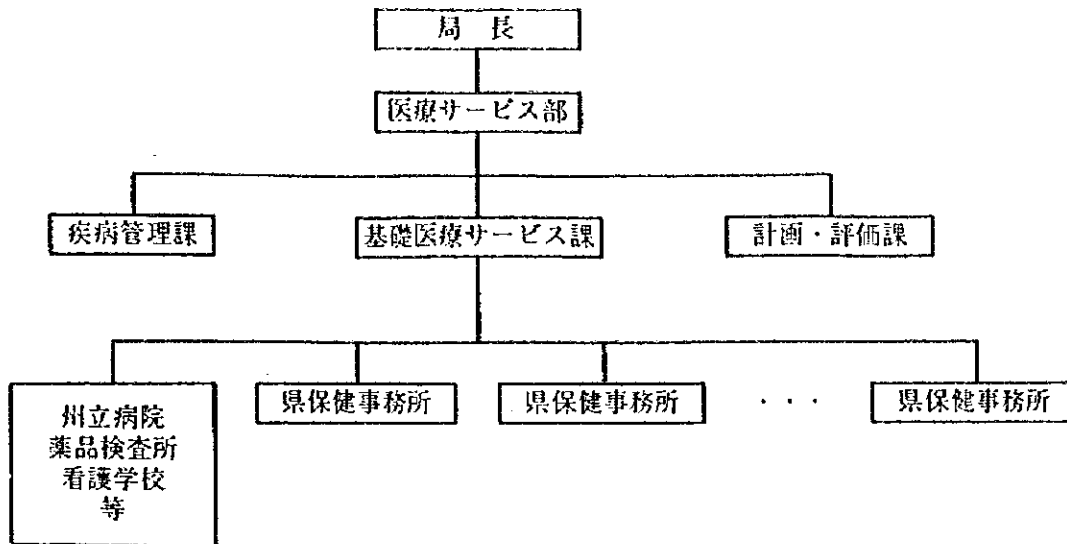 局 長
医療サービス部
疾病管理課
基礎医療サービス課
計画・評価課
州立病院
薬品検査所
看護学校
等
県保健事務所
県保健事務所
・・・
県保健事務所